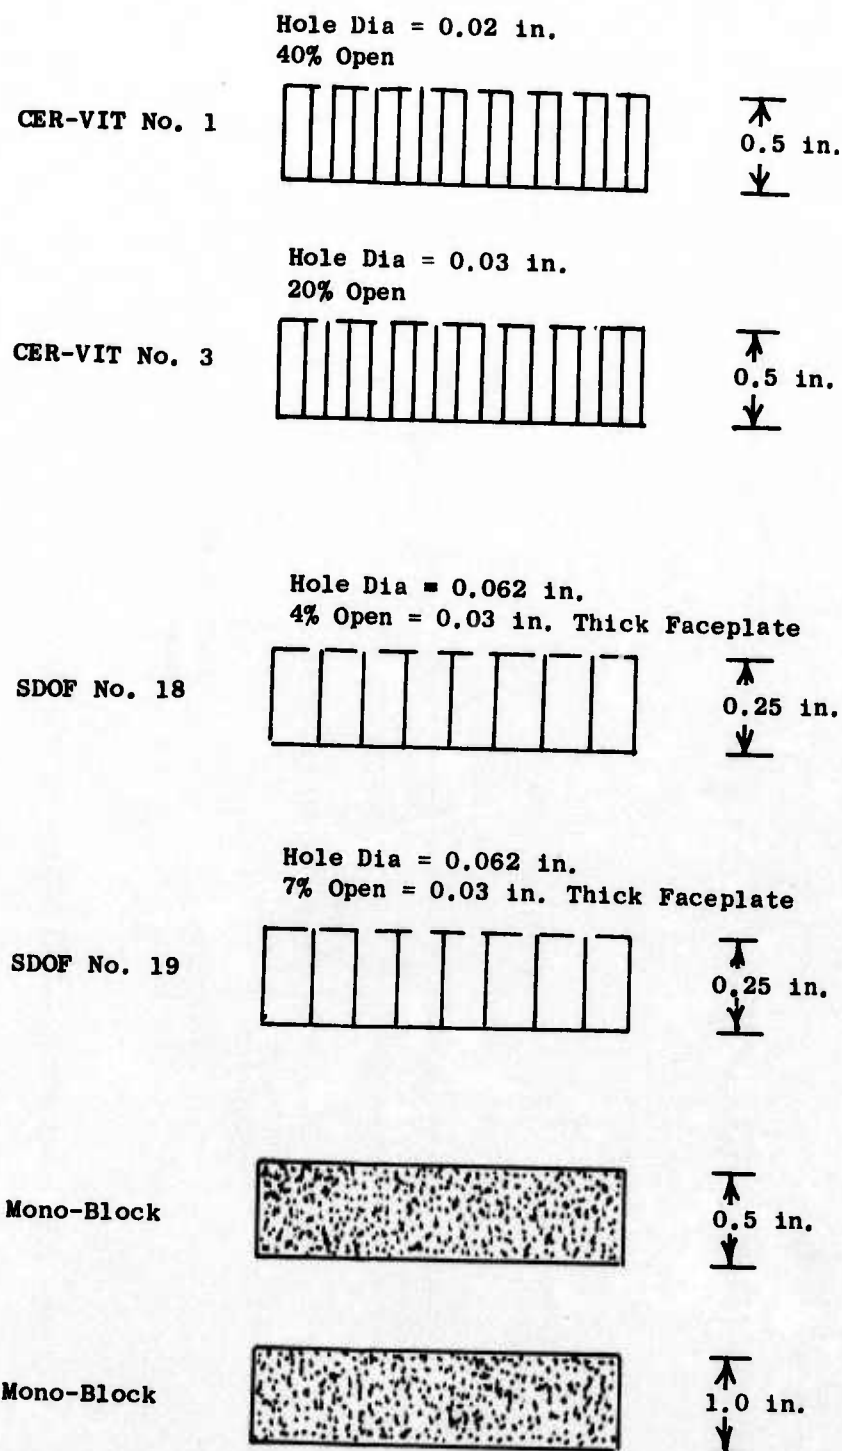 Hole Dia = 0.02 in.
40% Open
CER-VIT No. 1
0.5 in.
Hole Dia = 0.03 in.
20% Open
CER-VIT No. 3
0.5 in.
Hole Dia = 0.062 in.
4% Open = 0.03 in. Thick Faceplate
SDOF No. 18
0.25 in.
Hole Dia = 0.062 in.
7% Open = 0.03 in. Thick Faceplate
SDOF No. 19
0.25 in.
Mono-Block
0.5 in.
Mono-Block
1.0 in.